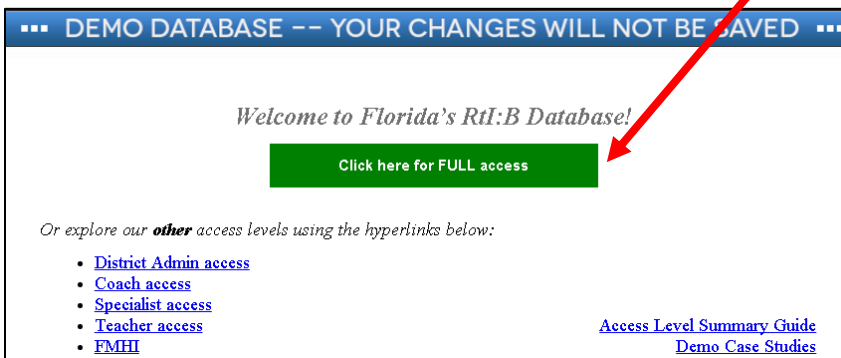 ▪▪▪ DEMO DATABASE -- YOUR CHANGES WILL NOT BE SAVED ▪▪▪
Welcome to Florida's RtI:B Database!
Click here for FULL access
Or explore our other access levels using the hyperlinks below:
• District Admin access
• Coach access
• Specialist access
• Teacher access
• FMHI
Access Level Summary Guide
Demo Case Studies